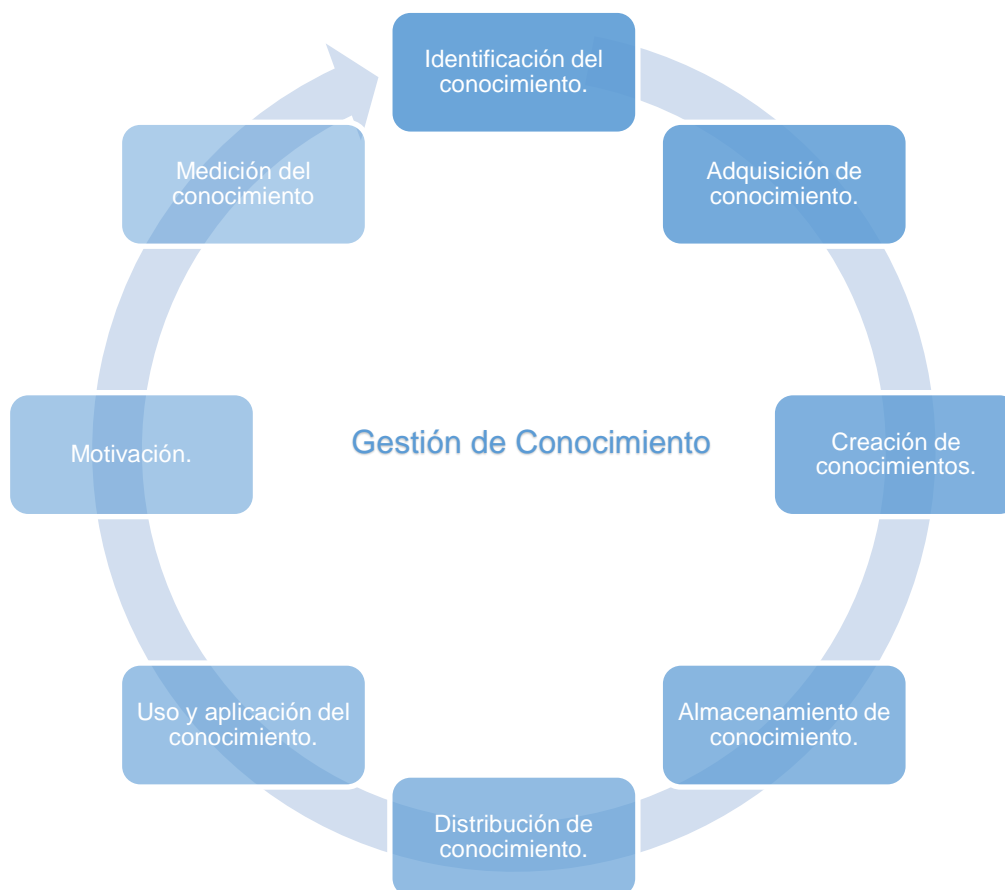 Identificación del
conocimiento.
Adquisición de
conocimiento.
Creación de
conocimientos.
Almacenamiento de
conocimiento.
Distribución de
conocimiento.
Uso y aplicación del
conocimiento.
Motivación.
Medición del
conocimiento
Gestión de Conocimiento